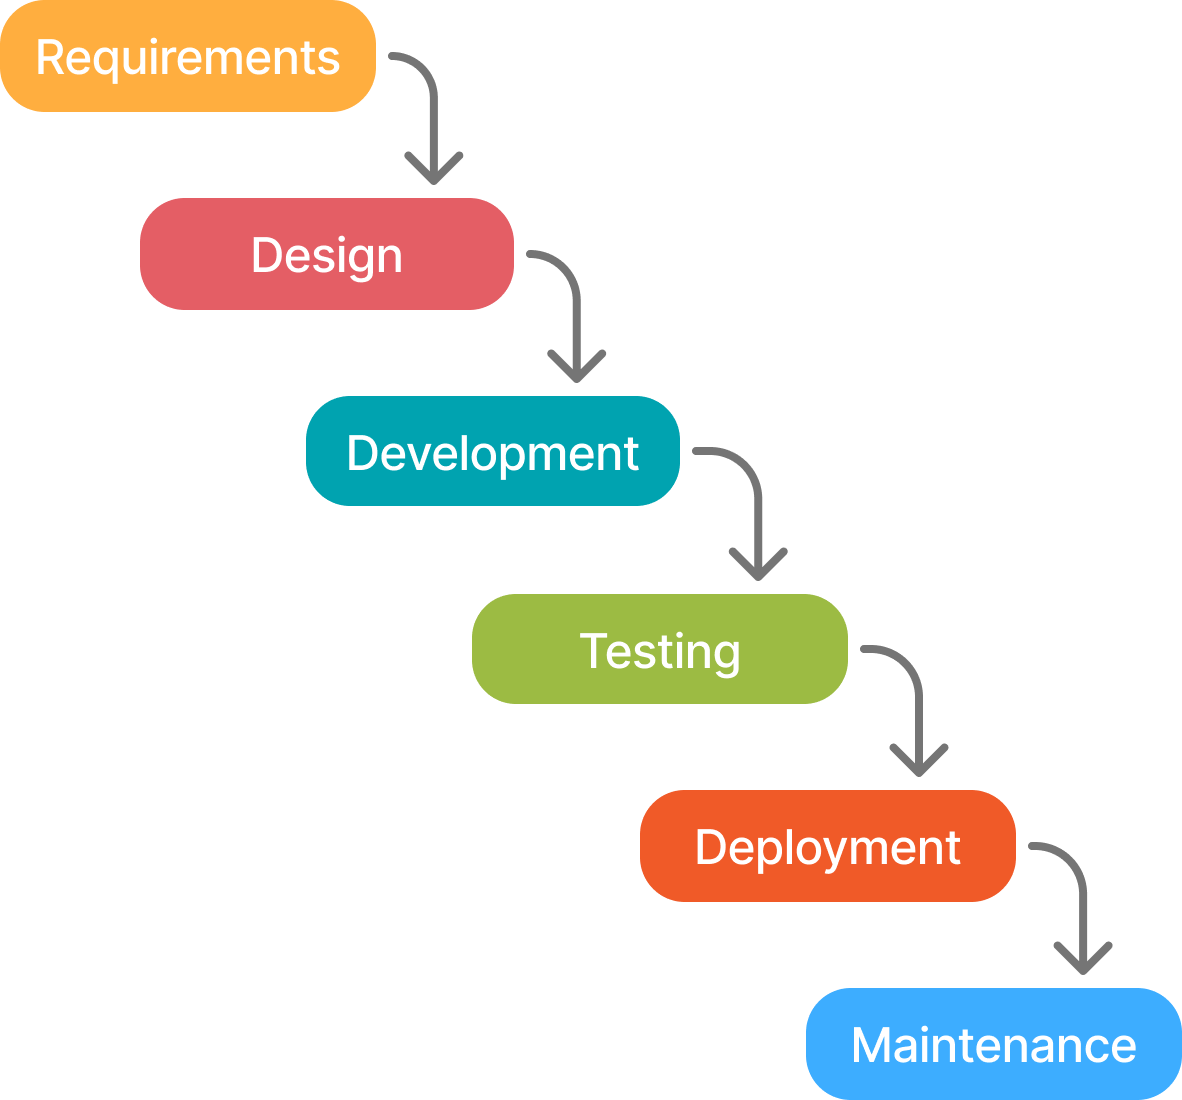 Requirements
Design
Development
Testing
Deployment
Maintenance